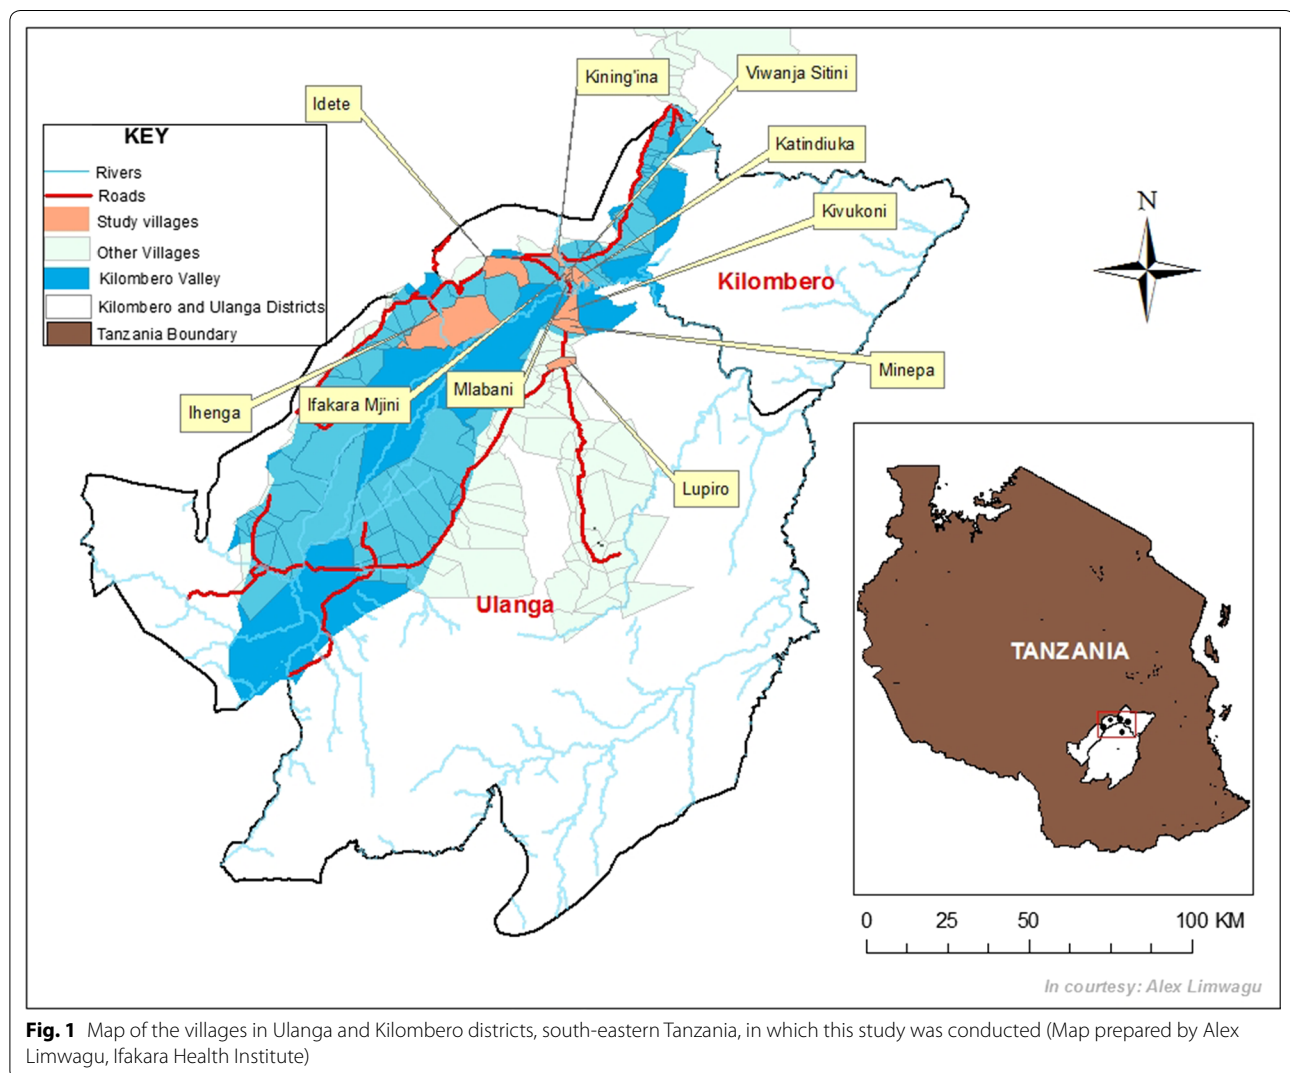 Kining'ina
Viwanja Sitini
Idete
KEY
Rivers
Roads
Study villages
Other Villages
Kilombero Valley
Kilombero and Ulanga Districts
Tanzania Boundary
Katindiuka
Kivukoni
N
Kilombero
Minepa
Ihenga
Ifakara Mjini
Mlabani
Lupiro
Ulanga
TANZANIA
0 25 50 100 KM
In courtesy: Alex Limwagu
Fig. 1 Map of the villages in Ulanga and Kilombero districts, south-eastern Tanzania, in which this study was conducted (Map prepared by Alex
Limwagu, Ifakara Health Institute)